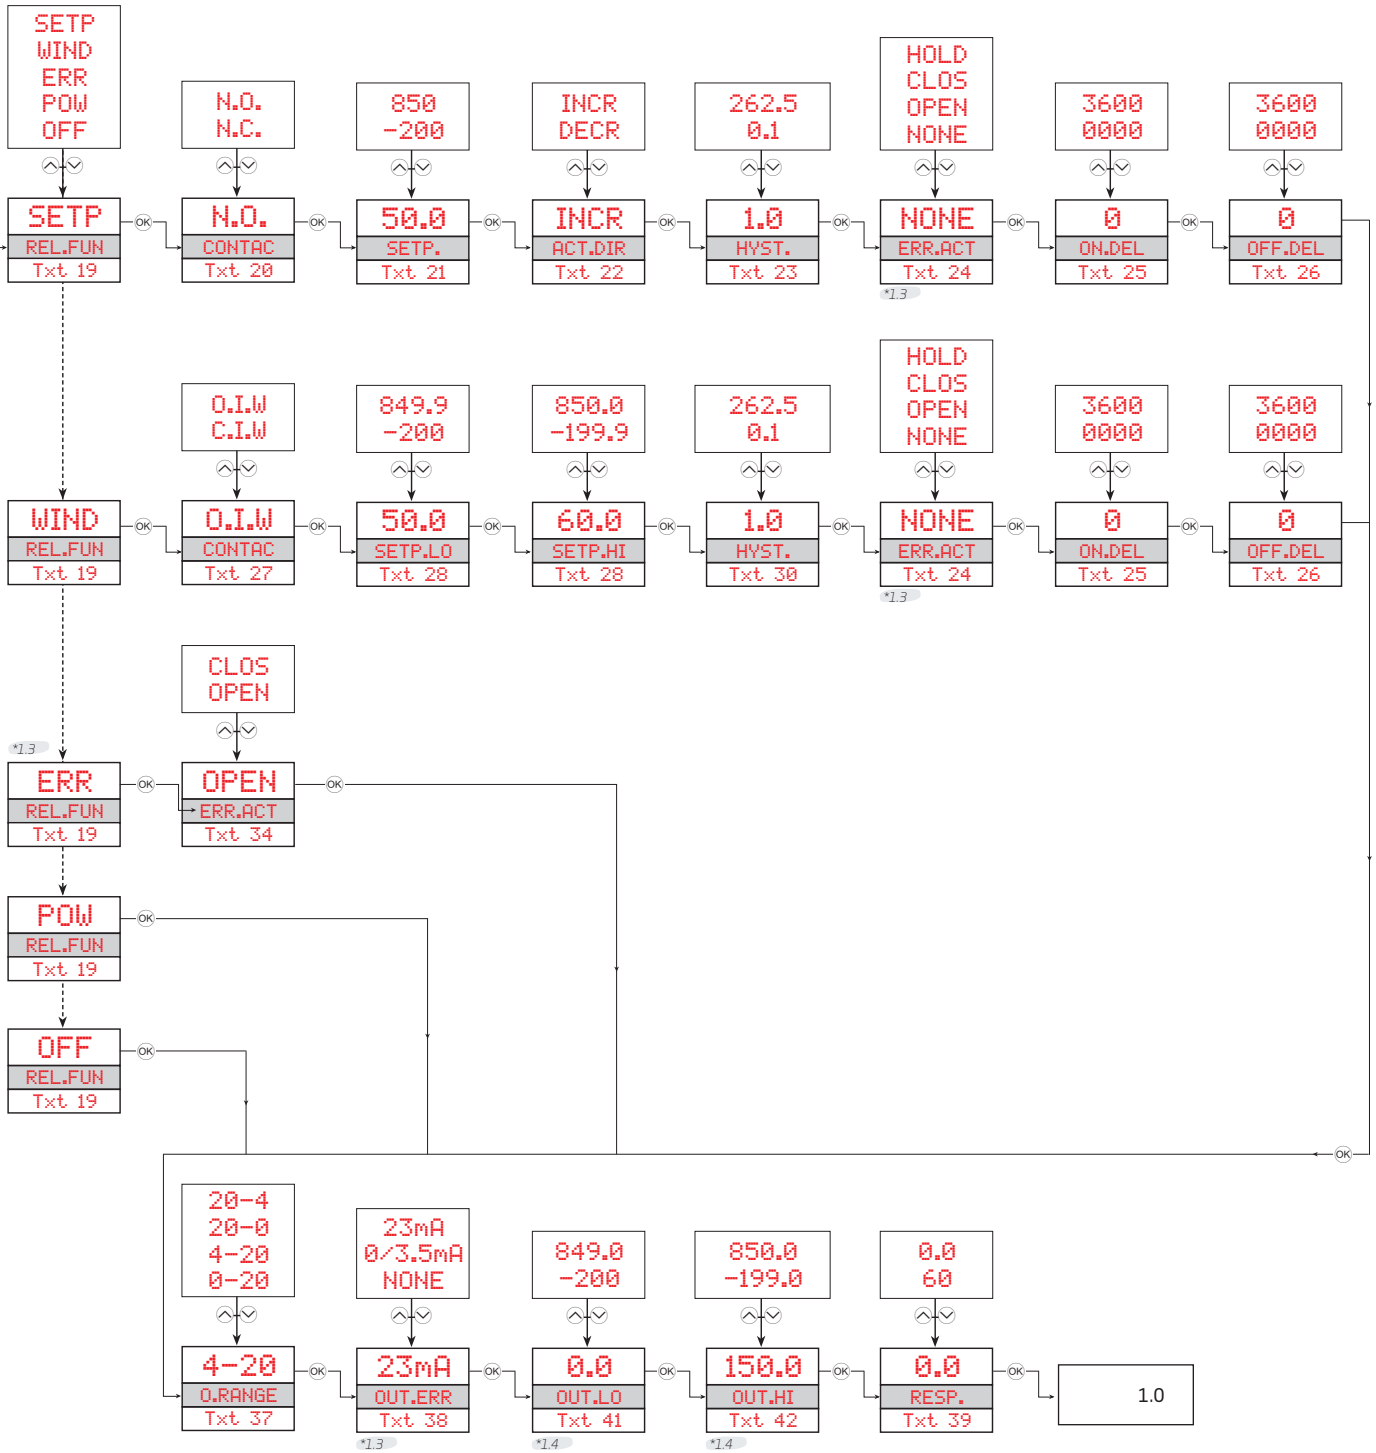 SETP
WIND
ERR
POW
OFF
N.O.
N.C.
850
-200
INCR
DECR
262.5
0.1
HOLD
CLOS
OPEN
NONE
3600
0000
3600
0000
SETP
REL.FUN
Txt 19
OK
N.O.
CONTAC
Txt 20
OK
50.0
SETP.
Txt 21
OK
INCR
ACT.DIR
Txt 22
OK
1.0
HYST.
Txt 23
OK
NONE
ERR.ACT
Txt 24
*1.3
OK
0
ON.DEL
Txt 25
OK
0
OFF.DEL
Txt 26
O.I.W
C.I.W
849.9
-200
850.0
-199.9
262.5
0.1
HOLD
CLOS
OPEN
NONE
3600
0000
3600
0000
WIND
REL.FUN
Txt 19
OK
O.I.W
CONTAC
Txt 27
OK
50.0
SETP.LO
Txt 28
OK
60.0
SETP.HI
Txt 28
OK
1.0
HYST.
Txt 30
OK
NONE
ERR.ACT
Txt 24
*1.3
OK
0
ON.DEL
Txt 25
OK
0
OFF.DEL
Txt 26
CLOS
OPEN
*1.3
ERR
REL.FUN
Txt 19
OK
OPEN
ERR.ACT
Txt 34
OK
POW
REL.FUN
Txt 19
OK
OFF
REL.FUN
Txt 19
OK
OK
20-4
20-0
4-20
0-20
23mA
0/3.5mA
NONE
849.0
-200
850.0
-199.0
0.0
60
4-20
O.RANGE
Txt 37
OK
23mA
OUT.ERR
Txt 38
*1.3
OK
0.0
OUT.LO
Txt 41
*1.4
OK
150.0
OUT.HI
Txt 42
*1.4
OK
0.0
RESP.
Txt 39
OK
1.0